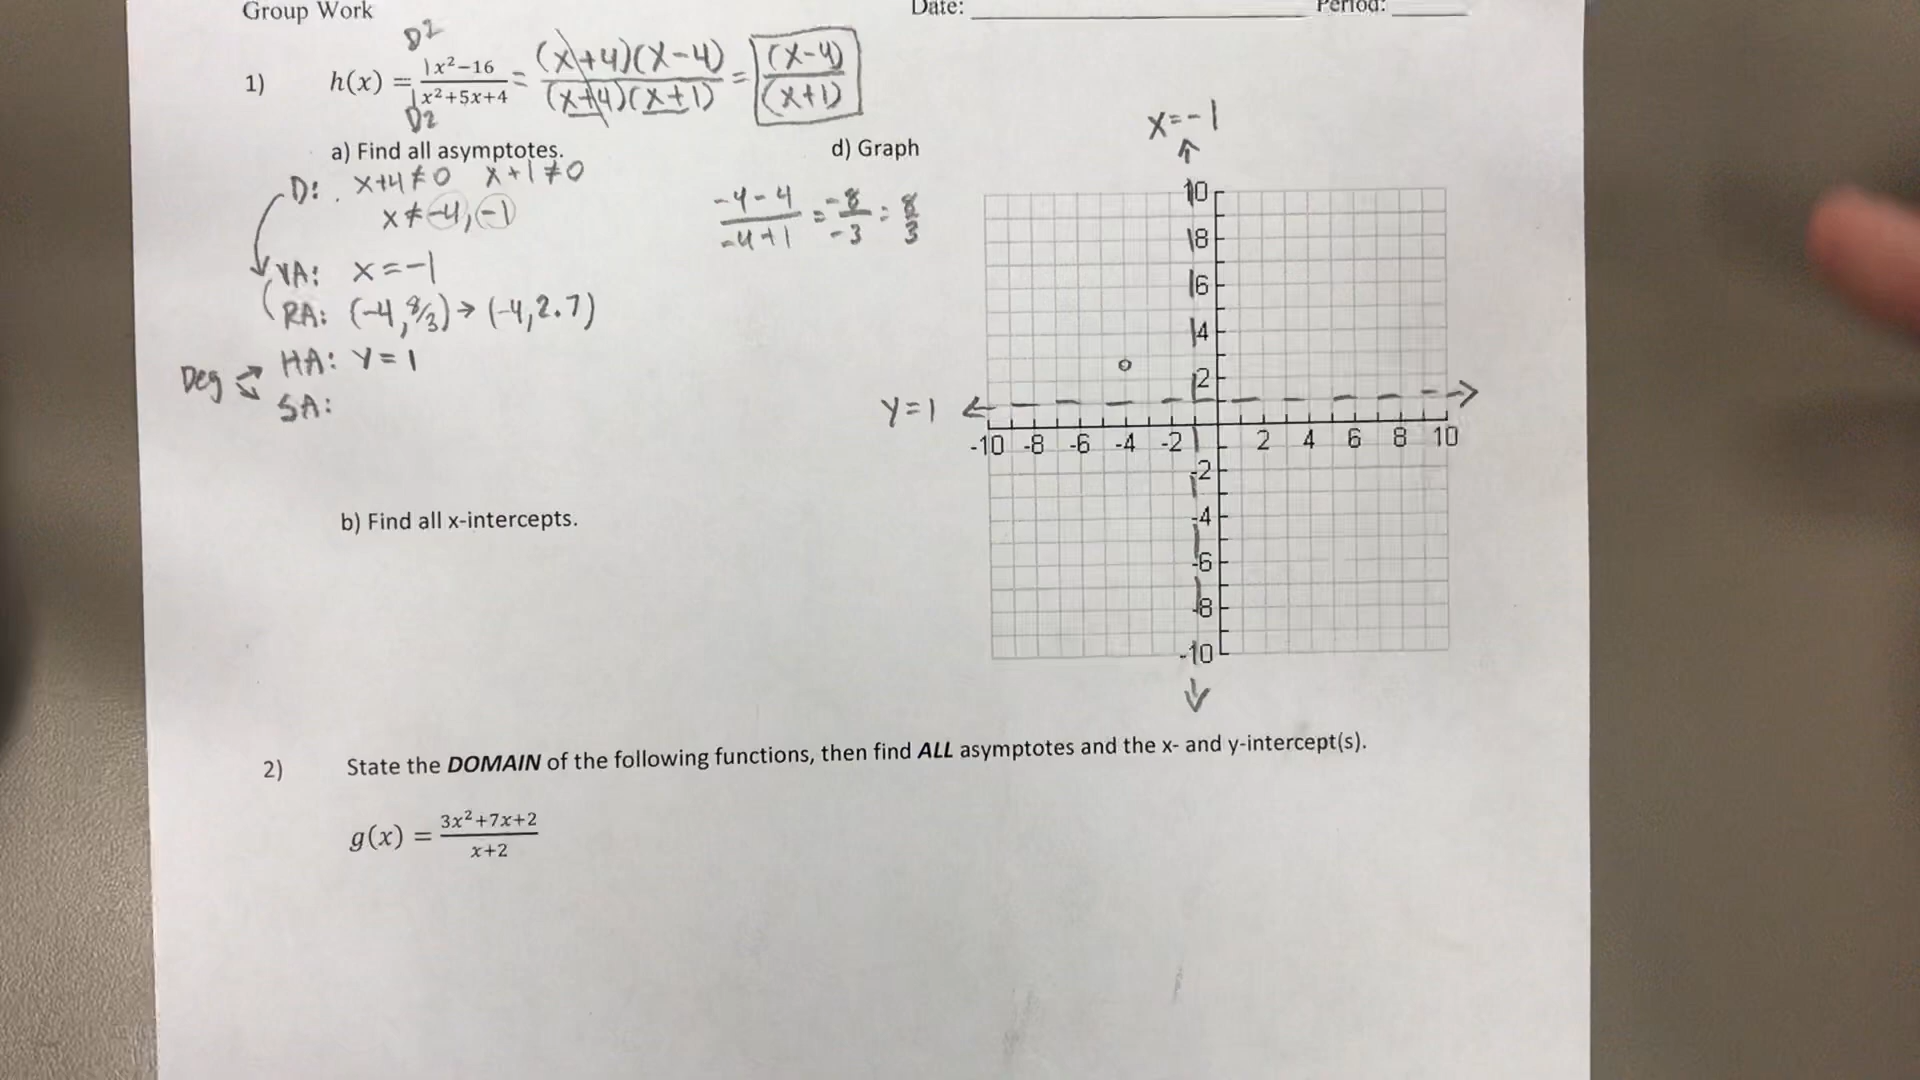 Group Work Date: ____ Period: ____
D2
1) h(x) = 1x²−16 / 1x²+5x+4 = (x+4)(x−4) / (x+4)(x+1) = (x−4) / (x+1)
D2
a) Find all asymptotes. d) Graph
D: x+4≠0 x+1≠0
x≠−4,−1
−4−4 / −4+1 = −8 / −3 = 8 / 3
VA: x=−1
RA: (−4, 8/3) → (−4, 2.7)
Deg HA: y=1
SA:
b) Find all x-intercepts.
x=−1
10
8
6
4
2
y=1
-10 -8 -6 -4 -2 2 4 6 8 10
-2
-4
-6
-8
-10
2) State the DOMAIN of the following functions, then find ALL asymptotes and the x- and y-intercept(s).
g(x) = 3x²+7x+2 / x+2